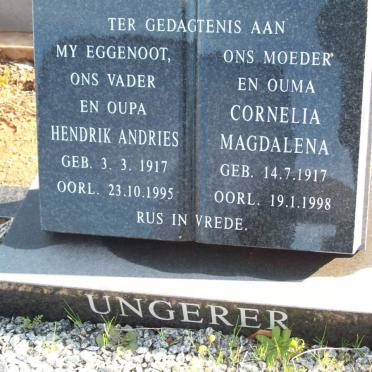 TER GEDAGTENIS AAN
MY EGGENOOT,
ONS VADER
EN OUPA
HENDRIK ANDRIES
GEB. 3. 3. 1917
OORL. 23.10.1995
ONS MOEDER
EN OUMA
CORNELIA
MAGDALENA
GEB. 14.7.1917
OORL. 19.1.1998
RUS IN VREDE.
UNGERER